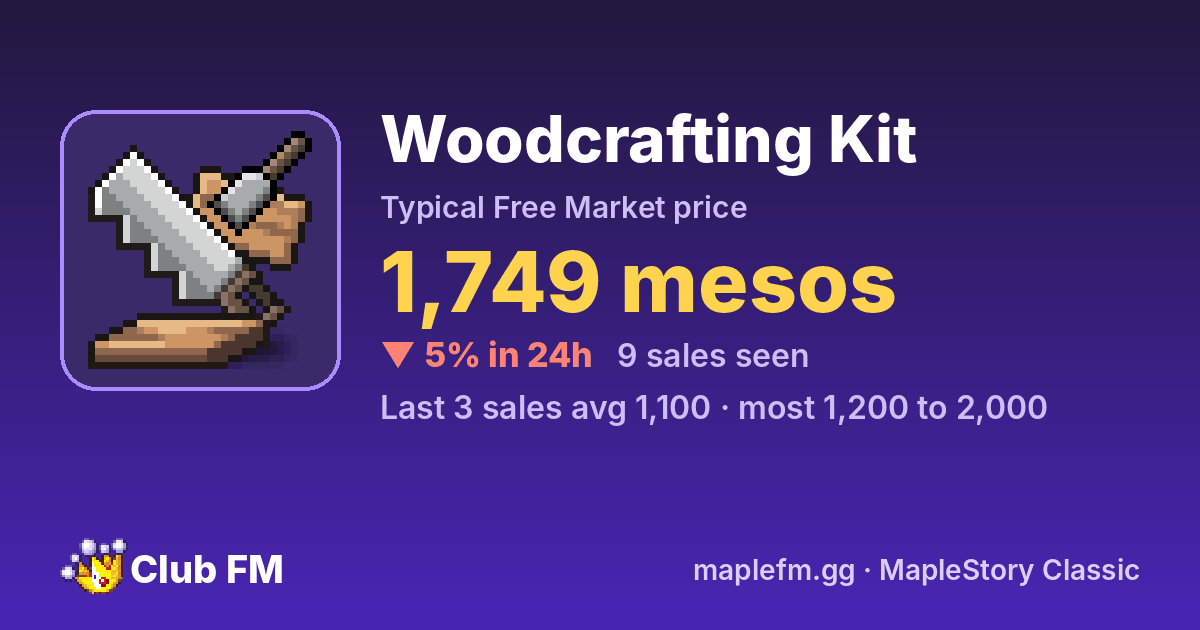 Woodcrafting Kit
Typical Free Market price
1,749 mesos
▼ 5% in 24h 9 sales seen
Last 3 sales avg 1,100 · most 1,200 to 2,000
Club FM
maplefm.gg · MapleStory Classic